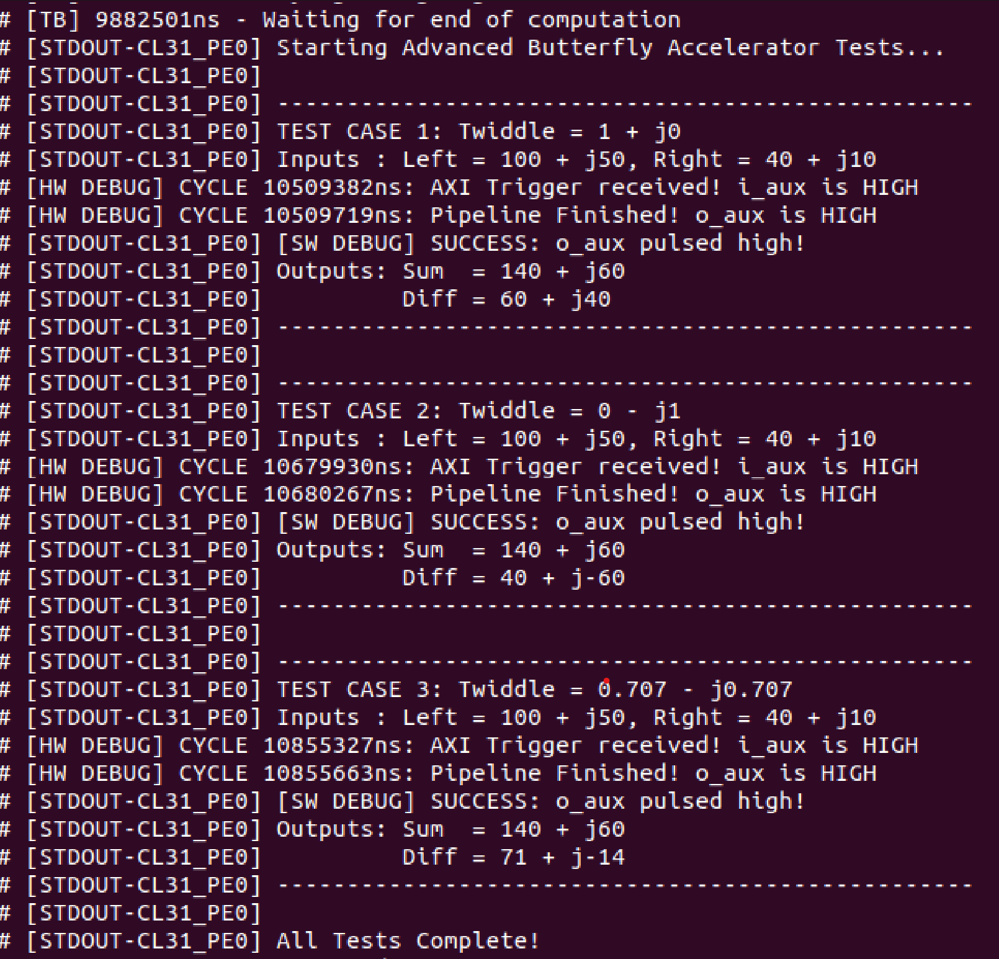 # [TB] 9882501ns - Waiting for end of computation
# [STDOUT-CL31_PE0] Starting Advanced Butterfly Accelerator Tests...
# [STDOUT-CL31_PE0]
# [STDOUT-CL31_PE0] --------------------------------------------------
# [STDOUT-CL31_PE0] TEST CASE 1: Twiddle = 1 + j0
# [STDOUT-CL31_PE0] Inputs : Left = 100 + j50, Right = 40 + j10
# [HW DEBUG] CYCLE 10509382ns: AXI Trigger received! i_aux is HIGH
# [HW DEBUG] CYCLE 10509719ns: Pipeline Finished! o_aux is HIGH
# [STDOUT-CL31_PE0] [SW DEBUG] SUCCESS: o_aux pulsed high!
# [STDOUT-CL31_PE0] Outputs: Sum  = 140 + j60
# [STDOUT-CL31_PE0]          Diff = 60 + j40
# [STDOUT-CL31_PE0] --------------------------------------------------
# [STDOUT-CL31_PE0]
# [STDOUT-CL31_PE0] --------------------------------------------------
# [STDOUT-CL31_PE0] TEST CASE 2: Twiddle = 0 - j1
# [STDOUT-CL31_PE0] Inputs : Left = 100 + j50, Right = 40 + j10
# [HW DEBUG] CYCLE 10679930ns: AXI Trigger received! i_aux is HIGH
# [HW DEBUG] CYCLE 10680267ns: Pipeline Finished! o_aux is HIGH
# [STDOUT-CL31_PE0] [SW DEBUG] SUCCESS: o_aux pulsed high!
# [STDOUT-CL31_PE0] Outputs: Sum  = 140 + j60
# [STDOUT-CL31_PE0]          Diff = 40 + j-60
# [STDOUT-CL31_PE0] --------------------------------------------------
# [STDOUT-CL31_PE0]
# [STDOUT-CL31_PE0] --------------------------------------------------
# [STDOUT-CL31_PE0] TEST CASE 3: Twiddle = 0.707 - j0.707
# [STDOUT-CL31_PE0] Inputs : Left = 100 + j50, Right = 40 + j10
# [HW DEBUG] CYCLE 10855327ns: AXI Trigger received! i_aux is HIGH
# [HW DEBUG] CYCLE 10855663ns: Pipeline Finished! o_aux is HIGH
# [STDOUT-CL31_PE0] [SW DEBUG] SUCCESS: o_aux pulsed high!
# [STDOUT-CL31_PE0] Outputs: Sum  = 140 + j60
# [STDOUT-CL31_PE0]          Diff = 71 + j-14
# [STDOUT-CL31_PE0] --------------------------------------------------
# [STDOUT-CL31_PE0]
# [STDOUT-CL31_PE0] All Tests Complete!